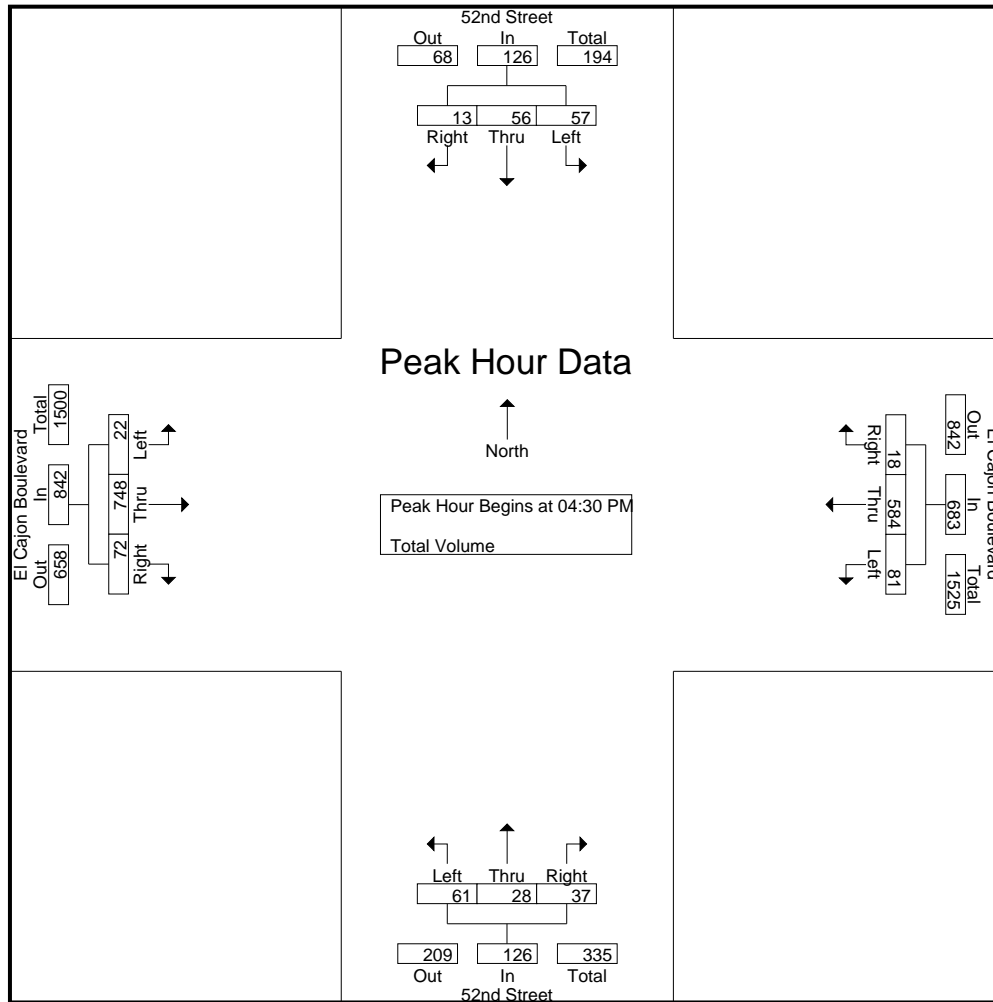 52nd Street
Out In Total
68 126 194
13 56 57
Right Thru Left
Peak Hour Data
North
Peak Hour Begins at 04:30 PM
Total Volume
El Cajon Boulevard
Total In Out
1500 842 658
22 748 72
Left Thru Right
El Cajon Boulevard
Out In Total
842 683 1525
18 584 81
Right Thru Left
Left Thru Right
61 28 37
209 126 335
Out In Total
52nd Street